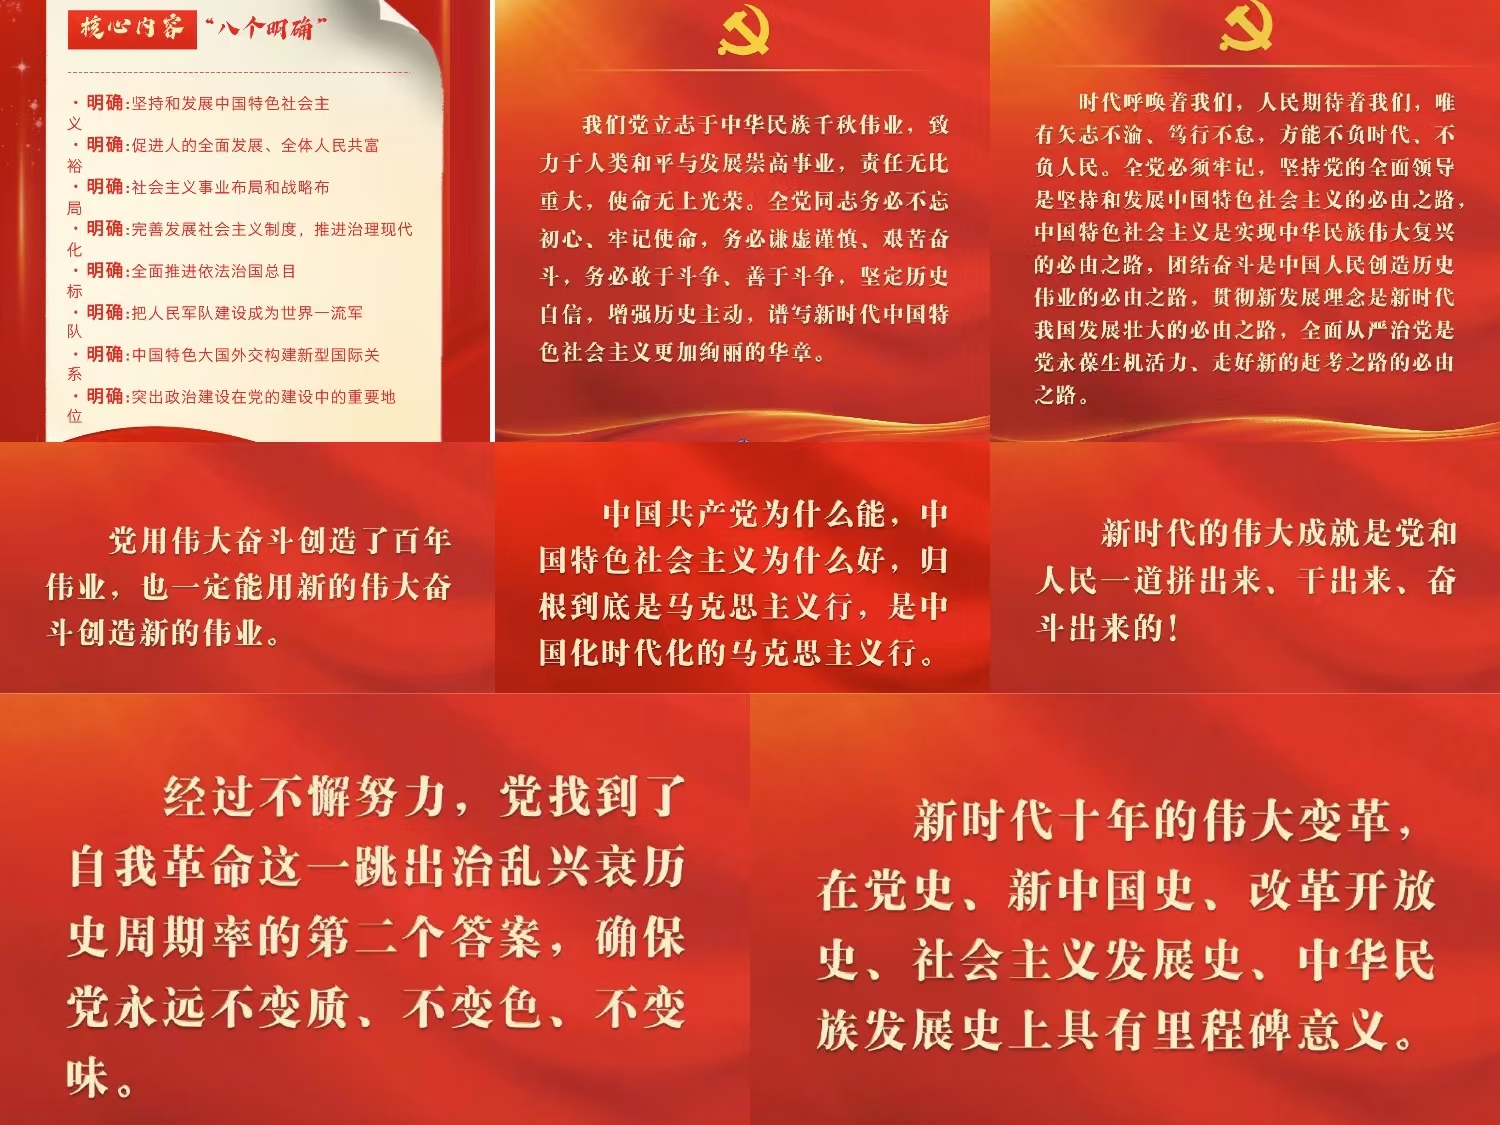 核心内容 “八个明确”
·明确:坚持和发展中国特色社会主
义
·明确:促进人的全面发展、全体人民共富
裕
·明确:社会主义事业布局和战略布
局
·明确:完善发展社会主义制度，推进治理现代
化
·明确:全面推进依法治国总目
标
·明确:把人民军队建设成为世界一流军
队
·明确:中国特色大国外交构建新型国际关
系
·明确:突出政治建设在党的建设中的重要地
位
我们党立志于中华民族千秋伟业，致
力于人类和平与发展崇高事业，责任无比
重大，使命无上光荣。全党同志务必不忘
初心、牢记使命，务必谦虚谨慎、艰苦奋
斗，务必敢于斗争、善于斗争，坚定历史
自信，增强历史主动，谱写新时代中国特
色社会主义更加绚丽的华章。
时代呼唤着我们，人民期待着我们，唯
有矢志不渝、笃行不怠，方能不负时代、不
负人民。全党必须牢记，坚持党的全面领导
是坚持和发展中国特色社会主义的必由之路，
中国特色社会主义是实现中华民族伟大复兴
的必由之路，团结奋斗是中国人民创造历史
伟业的必由之路，贯彻新发展理念是新时代
我国发展壮大的必由之路，全面从严治党是
党永葆生机活力、走好新的赶考之路的必由
之路。
党用伟大奋斗创造了百年
伟业，也一定能用新的伟大奋
斗创造新的伟业。
中国共产党为什么能，中
国特色社会主义为什么好，归
根到底是马克思主义行，是中
国化时代化的马克思主义行。
新时代的伟大成就是党和
人民一道拼出来、干出来、奋
斗出来的！
经过不懈努力，党找到了
自我革命这一跳出治乱兴衰历
史周期率的第二个答案，确保
党永远不变质、不变色、不变
味。
新时代十年的伟大变革，
在党史、新中国史、改革开放
史、社会主义发展史、中华民
族发展史上具有里程碑意义。